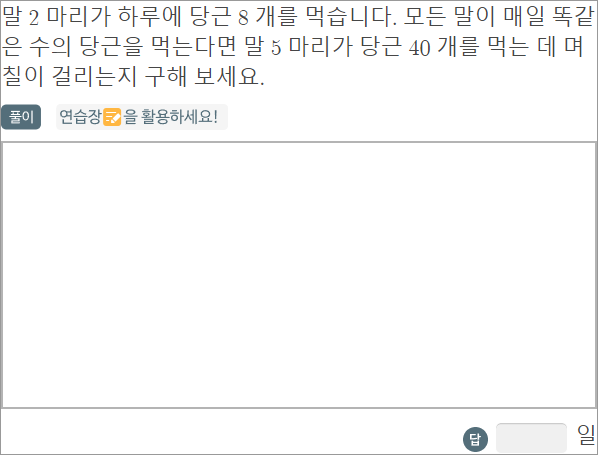 말 2 마리가 하루에 당근 8 개를 먹습니다. 모든 말이 매일 똑같
은 수의 당근을 먹는다면 말 5 마리가 당근 40 개를 먹는 데 며
칠이 걸리는지 구해 보세요.
풀이 연습장을 활용하세요!
답 일